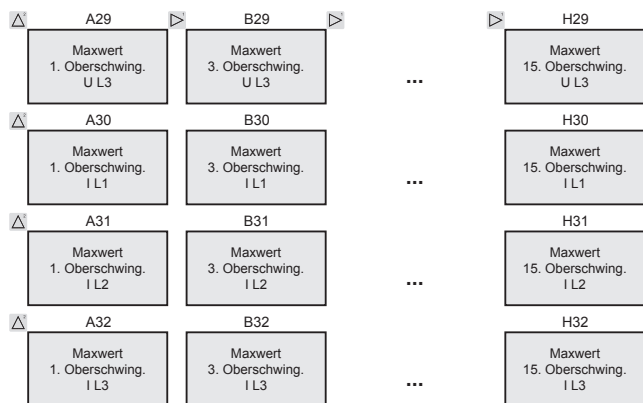 A29 B29 H29
Maxwert Maxwert Maxwert
1. Oberschwing. 3. Oberschwing. ... 15. Oberschwing.
U L3 U L3 U L3
A30 B30 H30
Maxwert Maxwert Maxwert
1. Oberschwing. 3. Oberschwing. ... 15. Oberschwing.
I L1 I L1 I L1
A31 B31 H31
Maxwert Maxwert Maxwert
1. Oberschwing. 3. Oberschwing. ... 15. Oberschwing.
I L2 I L2 I L2
A32 B32 H32
Maxwert Maxwert Maxwert
1. Oberschwing. 3. Oberschwing. ... 15. Oberschwing.
I L3 I L3 I L3